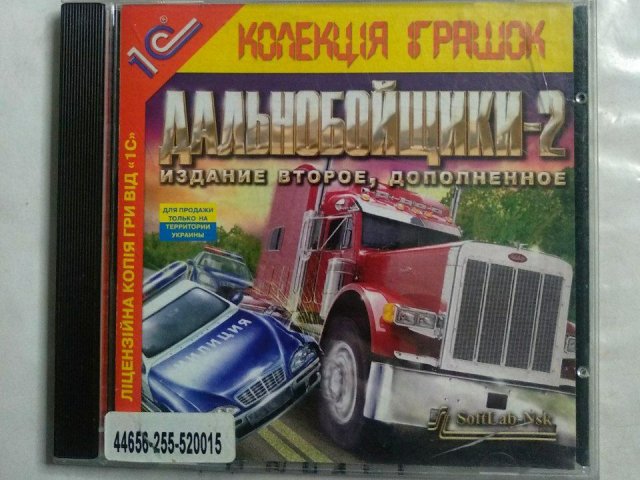 1С®
КОЛЕКЦІЯ ІГРАШОК
ДАЛЬНОБОЙЩИКИ-2
ИЗДАНИЕ ВТОРОЕ, ДОПОЛНЕННОЕ
ДЛЯ ПРОДАЖИ
ТОЛЬКО НА
ТЕРРИТОРИИ
УКРАИНЫ
ЛІЦЕНЗІЙНА КОПІЯ ГРИ ВІД «1С»
МИЛИЦИЯ
SoftLab-Nsk
44656-255-520015